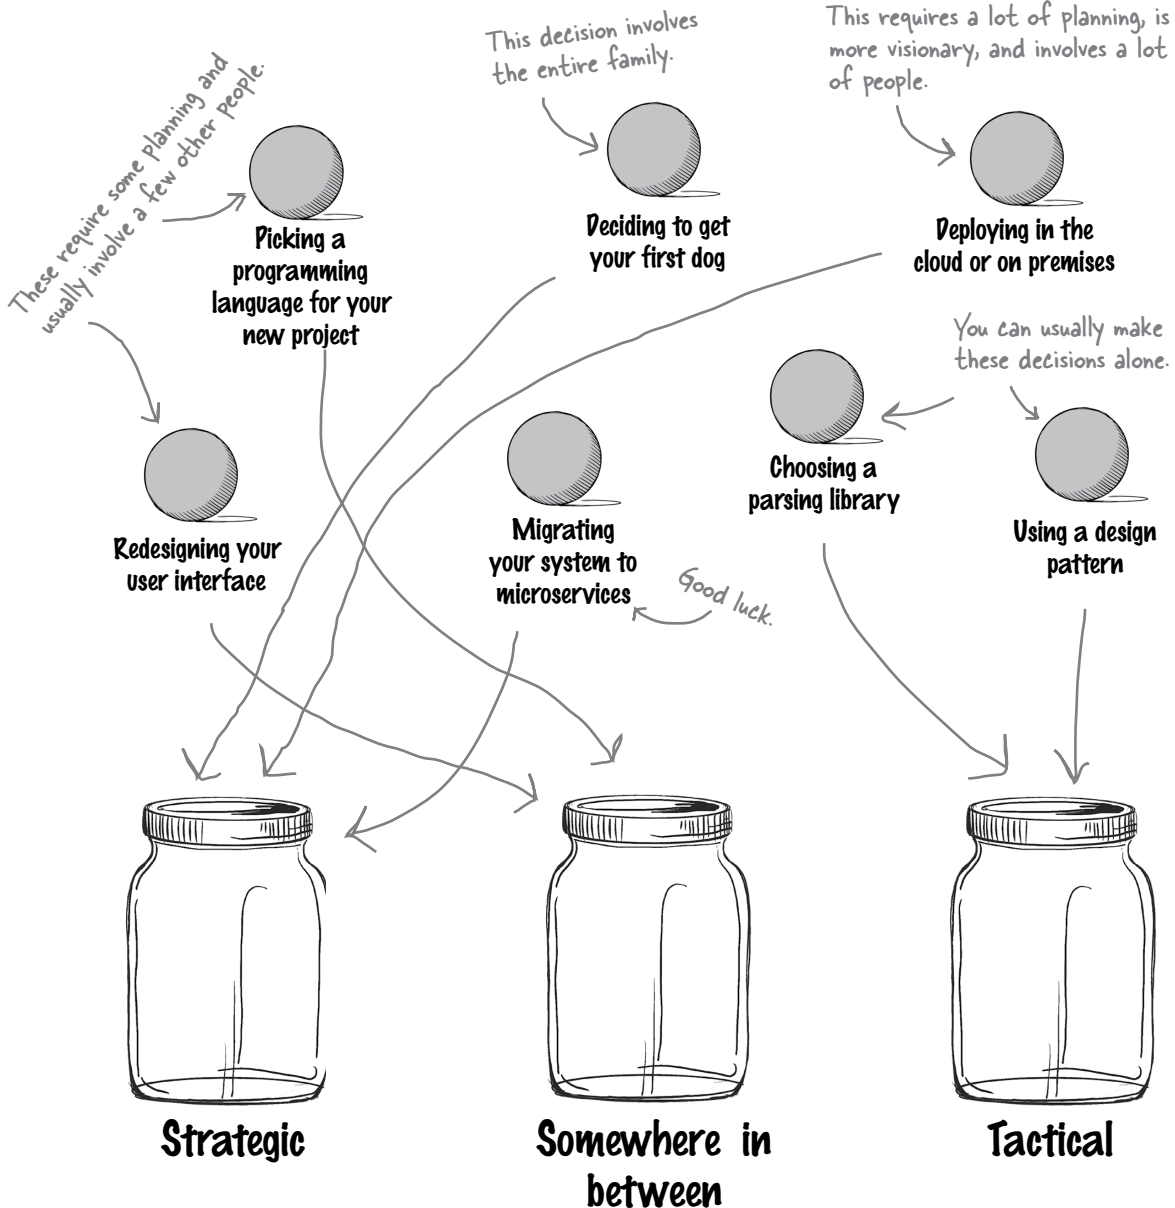 These require some planning and
usually involve a few other people.
This decision involves
the entire family.
This requires a lot of planning, is
more visionary, and involves a lot
of people.
Picking a
programming
language for your
new project
Deciding to get
your first dog
Deploying in the
cloud or on premises
You can usually make
these decisions alone.
Redesigning your
user interface
Migrating
your system to
microservices
Good luck.
Choosing a
parsing library
Using a design
pattern
Strategic
Somewhere in
between
Tactical